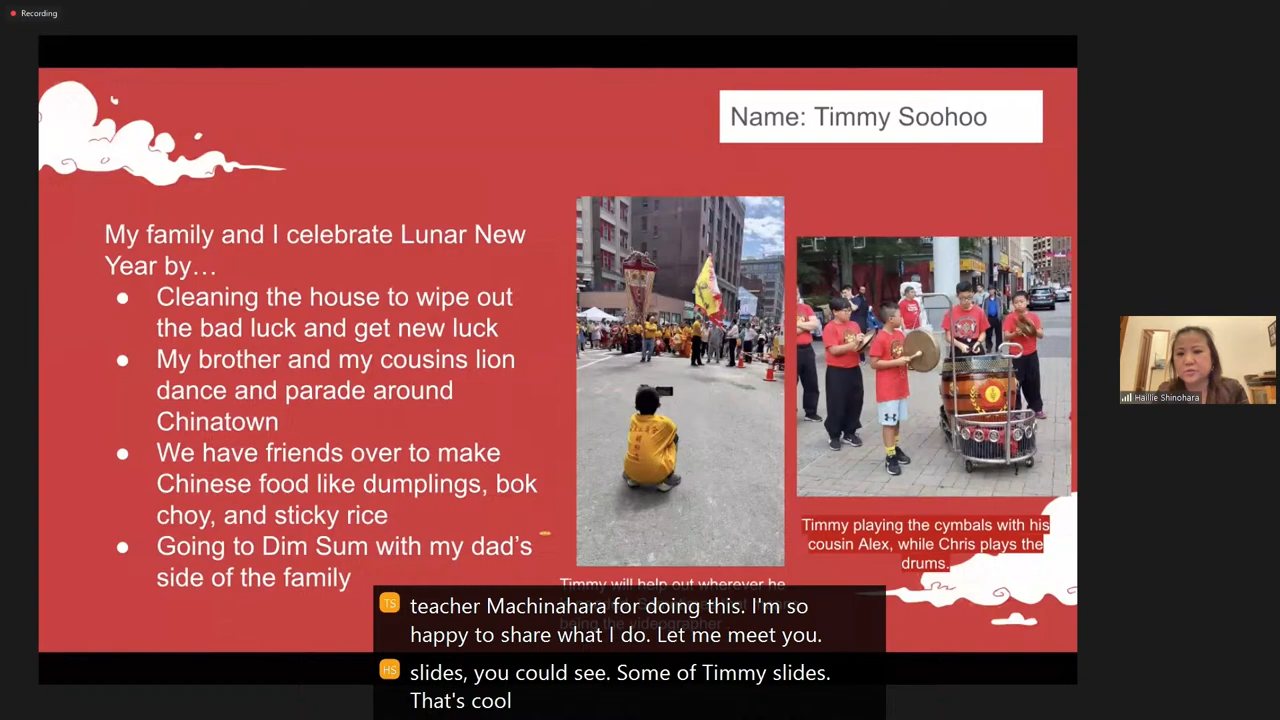 Recording
Name: Timmy Soohoo
My family and I celebrate Lunar New
Year by…
● Cleaning the house to wipe out
the bad luck and get new luck
● My brother and my cousins lion
dance and parade around
Chinatown
● We have friends over to make
Chinese food like dumplings, bok
choy, and sticky rice
● Going to Dim Sum with my dad’s
side of the family
Timmy will help out wherever he
being the videographer
Timmy playing the cymbals with his
cousin Alex, while Chris plays the
drums.
TS teacher Machinahara for doing this. I'm so
happy to share what I do. Let me meet you.
HS slides, you could see. Some of Timmy slides.
That's cool
Haillie Shinohara